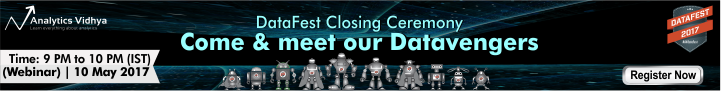 Analytics Vidhya
Learn everything about analytics
DataFest Closing Ceremony
Come & meet our Datavengers
Time: 9 PM to 10 PM (IST)
(Webinar) | 10 May 2017
DATAFEST
2017
Register Now